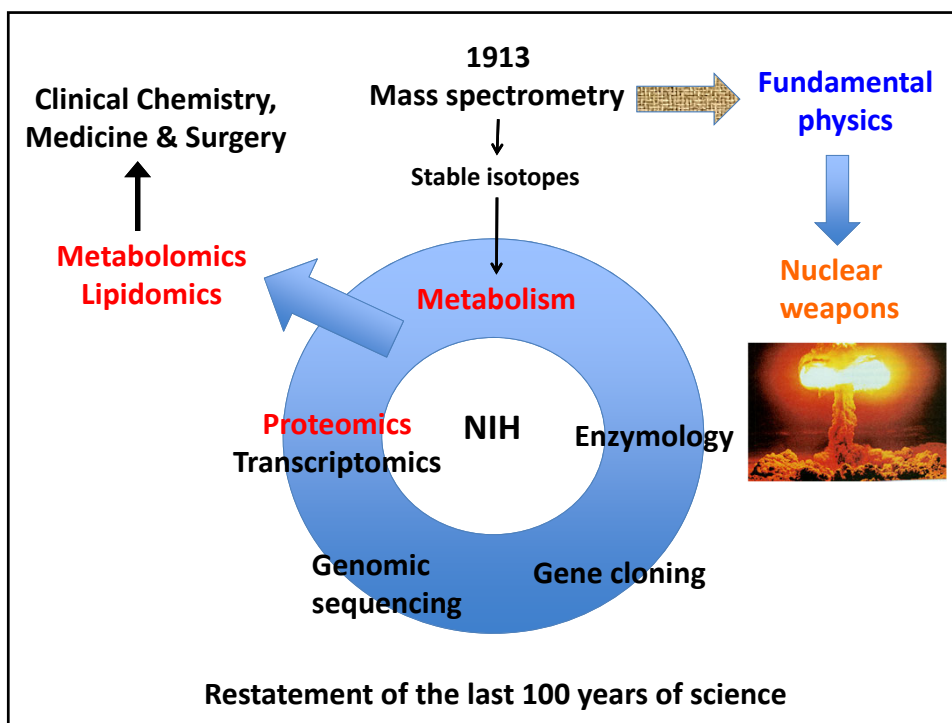 1913
Mass spectrometry
Fundamental
physics
Clinical Chemistry,
Medicine & Surgery
Stable isotopes
Metabolomics
Lipidomics
Nuclear
weapons
Metabolism
Proteomics
Transcriptomics
NIH
Enzymology
Genomic
sequencing
Gene cloning
Restatement of the last 100 years of science